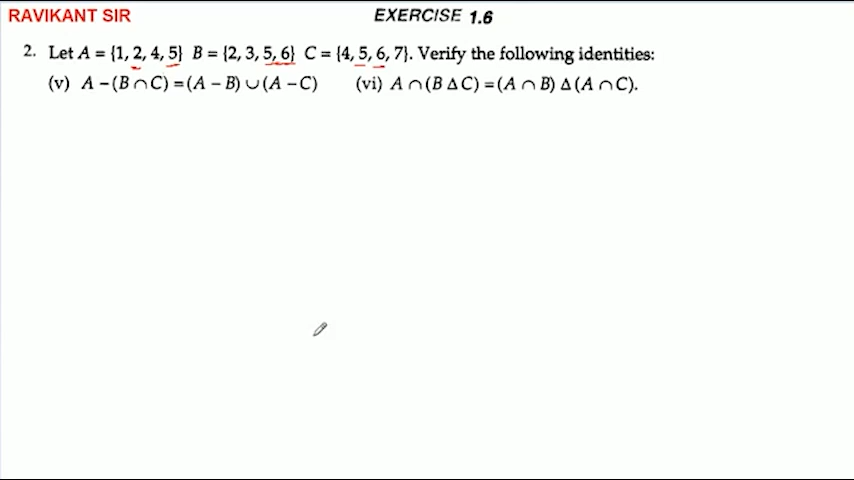 RAVIKANT SIR
EXERCISE 1.6
2. Let A = {1, 2, 4, 5} B = {2, 3, 5, 6} C = {4, 5, 6, 7}. Verify the following identities:
(v) A − (B ∩ C) = (A − B) ∪ (A − C) (vi) A ∩ (B Δ C) = (A ∩ B) Δ (A ∩ C).